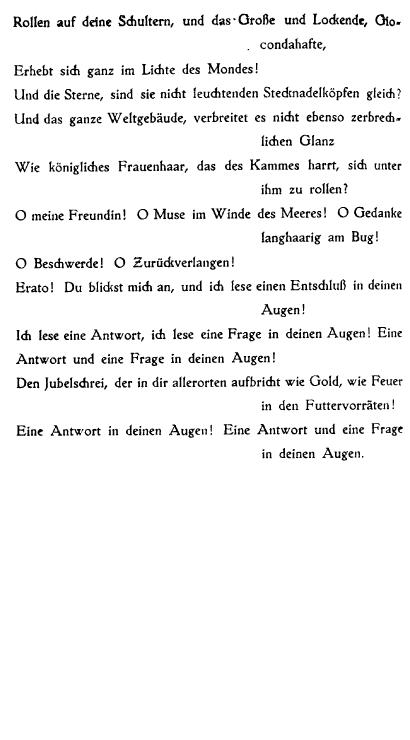 Rollen auf deine Schultern, und das Große und Lockende, Gio-
condahafte,
Erhebt sich ganz im Lichte des Mondes!
Und die Sterne, sind sie nicht leuchtenden Stecknadelköpfen gleich?
Und das ganze Weltgebäude, verbreitet es nicht ebenso zerbrech-
lichen Glanz
Wie königliches Frauenhaar, das des Kammes harrt, sich unter
ihm zu rollen?
O meine Freundin! O Muse im Winde des Meeres! O Gedanke
langhaarig am Bug!
O Beschwerde! O Zurückverlangen!
Erato! Du blickst mich an, und ich lese einen Entschluß in deinen
Augen!
Ich lese eine Antwort, ich lese eine Frage in deinen Augen! Eine
Antwort und eine Frage in deinen Augen!
Den Jubelschrei, der in dir allerorten aufbricht wie Gold, wie Feuer
in den Futtervorräten!
Eine Antwort in deinen Augen! Eine Antwort und eine Frage
in deinen Augen.